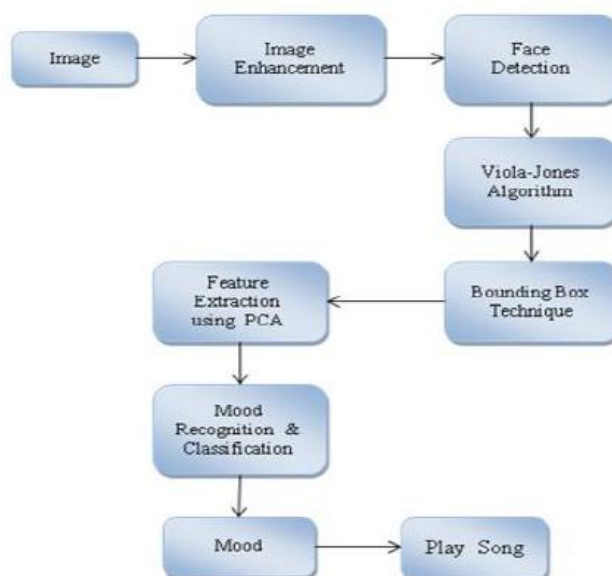 Image
Image
Enhancement
Face
Detection
Viola-Jones
Algorithm
Bounding Box
Technique
Feature
Extraction
using PCA
Mood
Recognition &
Classification
Mood
Play Song